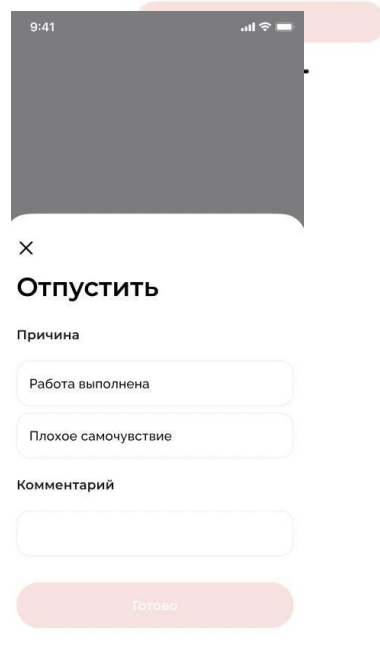 9:41
Отпустить
Причина
Работа выполнена
Плохое самочувствие
Комментарий
Готово